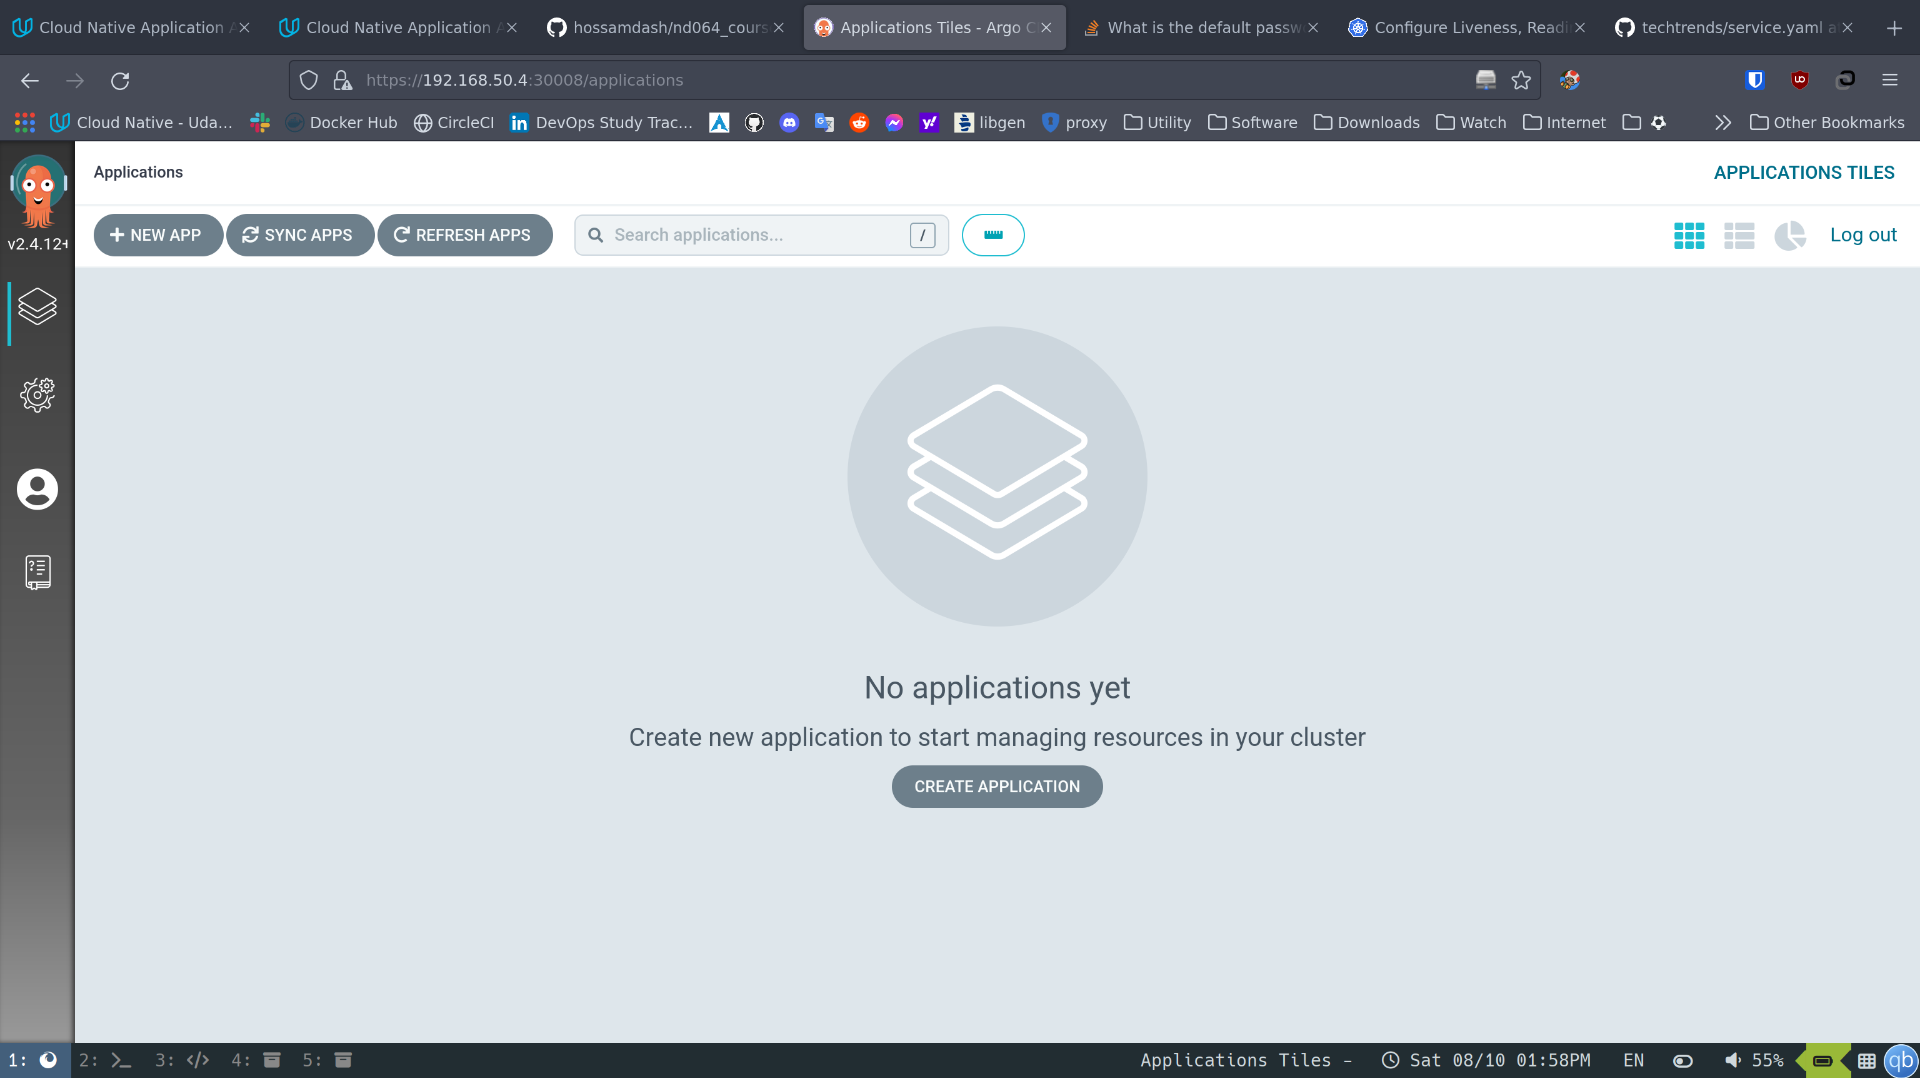 Cloud Native Application A
Cloud Native Application A
hossamdash/nd064_cours
Applications Tiles - Argo C
What is the default passw
Configure Liveness, Readi
techtrends/service.yaml a
https://192.168.50.4:30008/applications
Cloud Native - Uda...
Docker Hub
CircleCI
DevOps Study Trac...
libgen
proxy
Utility
Software
Downloads
Watch
Internet
Other Bookmarks
v2.4.12+
Applications
APPLICATIONS TILES
NEW APP
SYNC APPS
REFRESH APPS
Search applications...
/
Log out
No applications yet
Create new application to start managing resources in your cluster
CREATE APPLICATION
1:
2:
3:
4:
5:
Applications Tiles -
Sat 08/10 01:58PM
EN
55%
qb